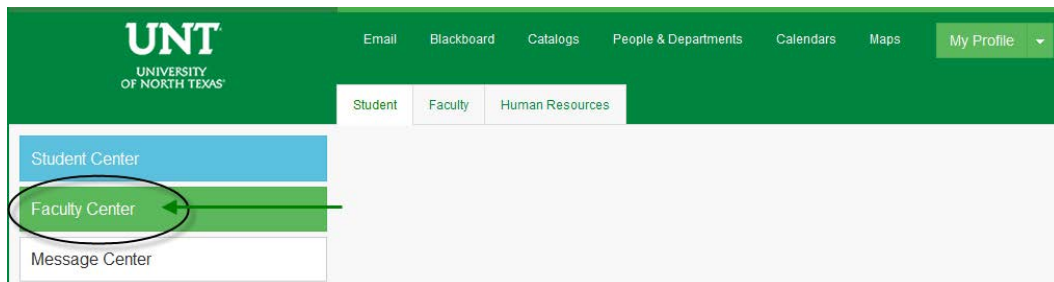 UNT
UNIVERSITY
OF NORTH TEXAS
Email Blackboard Catalogs People & Departments Calendars Maps My Profile
Student Faculty Human Resources
Student Center
Faculty Center
Message Center